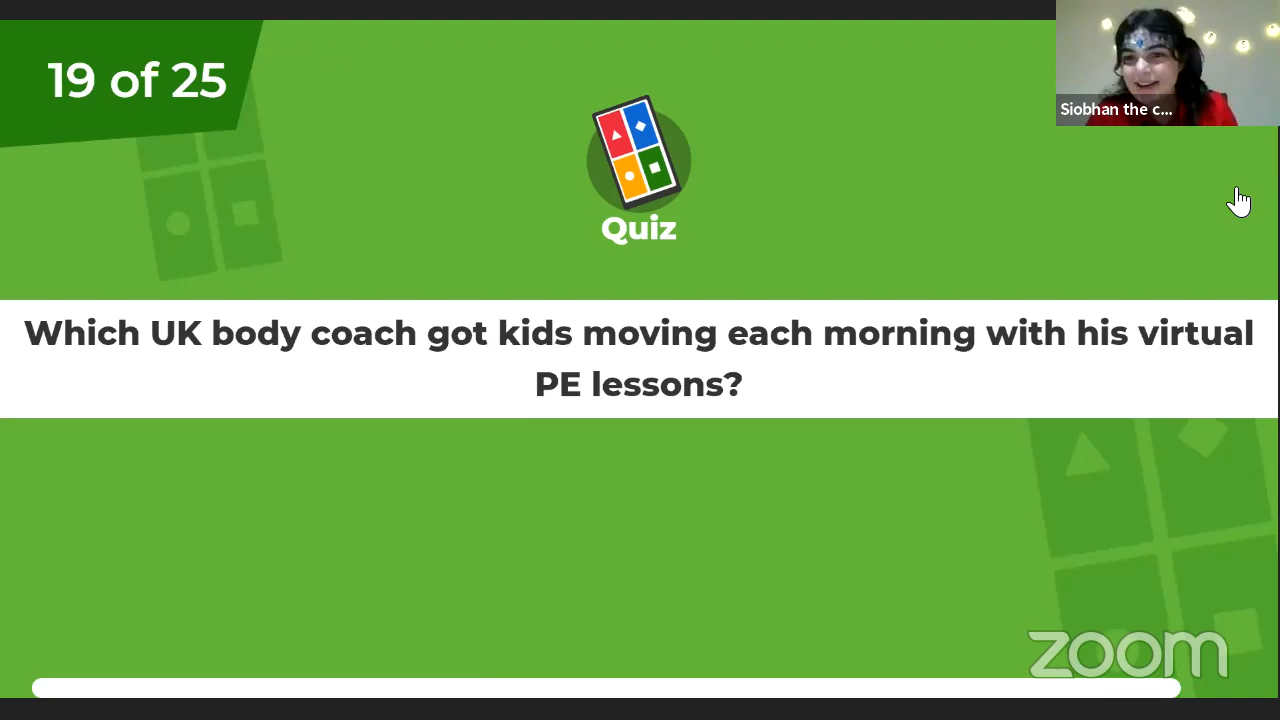 19 of 25
Siobhan the c...
Quiz
Which UK body coach got kids moving each morning with his virtual
PE lessons?
zoom